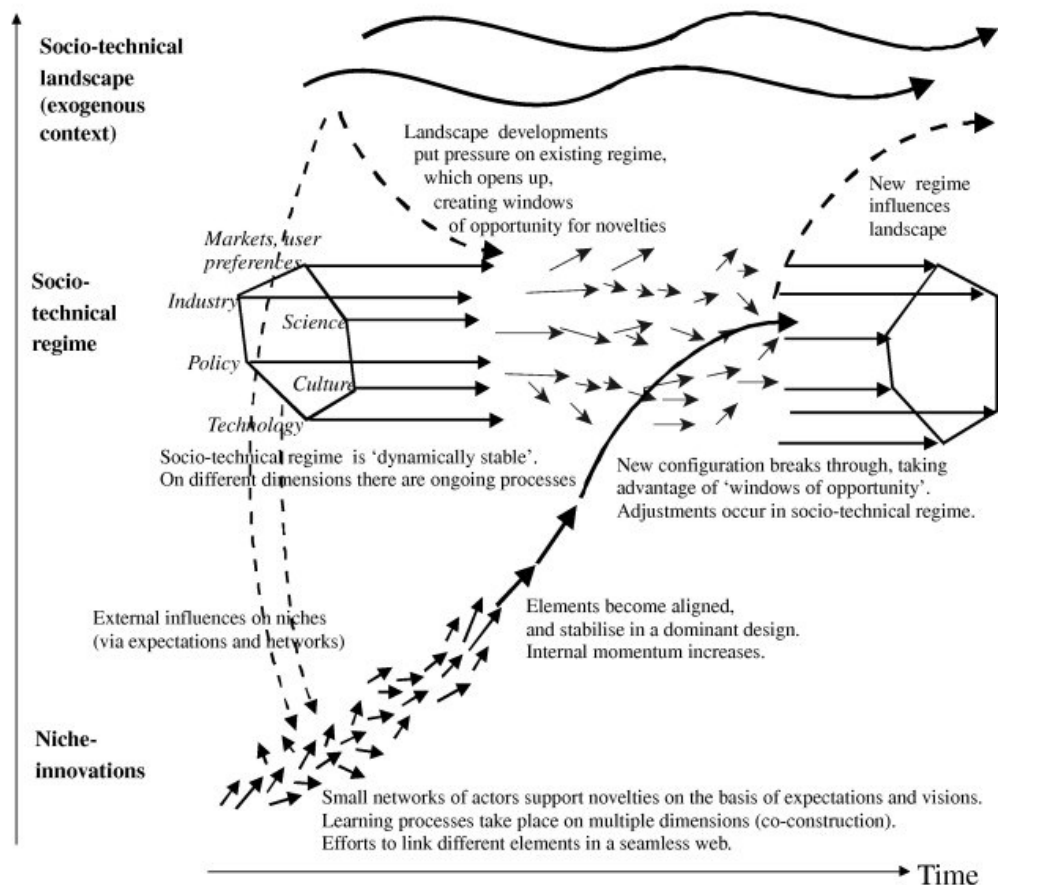 Socio-technical
landscape
(exogenous
context)
Landscape developments
put pressure on existing regime,
which opens up,
creating windows
of opportunity for novelties
New regime
influences
landscape
Markets, user
preferences
Socio-
technical
regime
Industry
Science
Policy
Culture
Technology
Socio-technical regime is ‘dynamically stable’.
On different dimensions there are ongoing processes
New configuration breaks through, taking
advantage of ‘windows of opportunity’.
Adjustments occur in socio-technical regime.
External influences on niches
(via expectations and networks)
Elements become aligned,
and stabilise in a dominant design.
Internal momentum increases.
Niche-
innovations
Small networks of actors support novelties on the basis of expectations and visions.
Learning processes take place on multiple dimensions (co-construction).
Efforts to link different elements in a seamless web.
Time